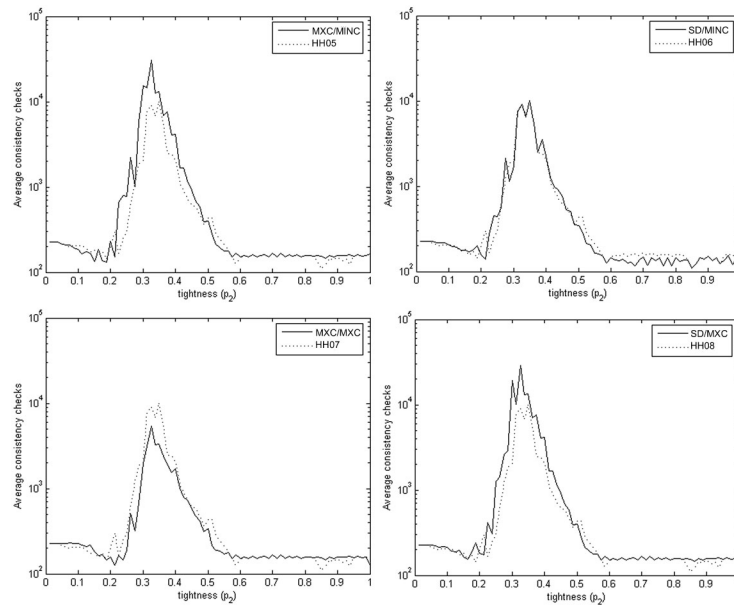 10^5
10^4
10^3
10^2
Average consistency checks
MXC/MINC
HH05
0 0.1 0.2 0.3 0.4 0.5 0.6 0.7 0.8 0.9 1
tightness (p_2)
10^5
10^4
10^3
10^2
Average consistency checks
SD/MINC
HH06
0 0.1 0.2 0.3 0.4 0.5 0.6 0.7 0.8 0.9
tightness (p_2)
10^5
10^4
10^3
10^2
Average consistency checks
MXC/MXC
HH07
0 0.1 0.2 0.3 0.4 0.5 0.6 0.7 0.8 0.9 1
tightness (p_2)
10^5
10^4
10^3
10^2
Average consistency checks
SD/MXC
HH08
0 0.1 0.2 0.3 0.4 0.5 0.6 0.7 0.8 0.9
tightness (p_2)